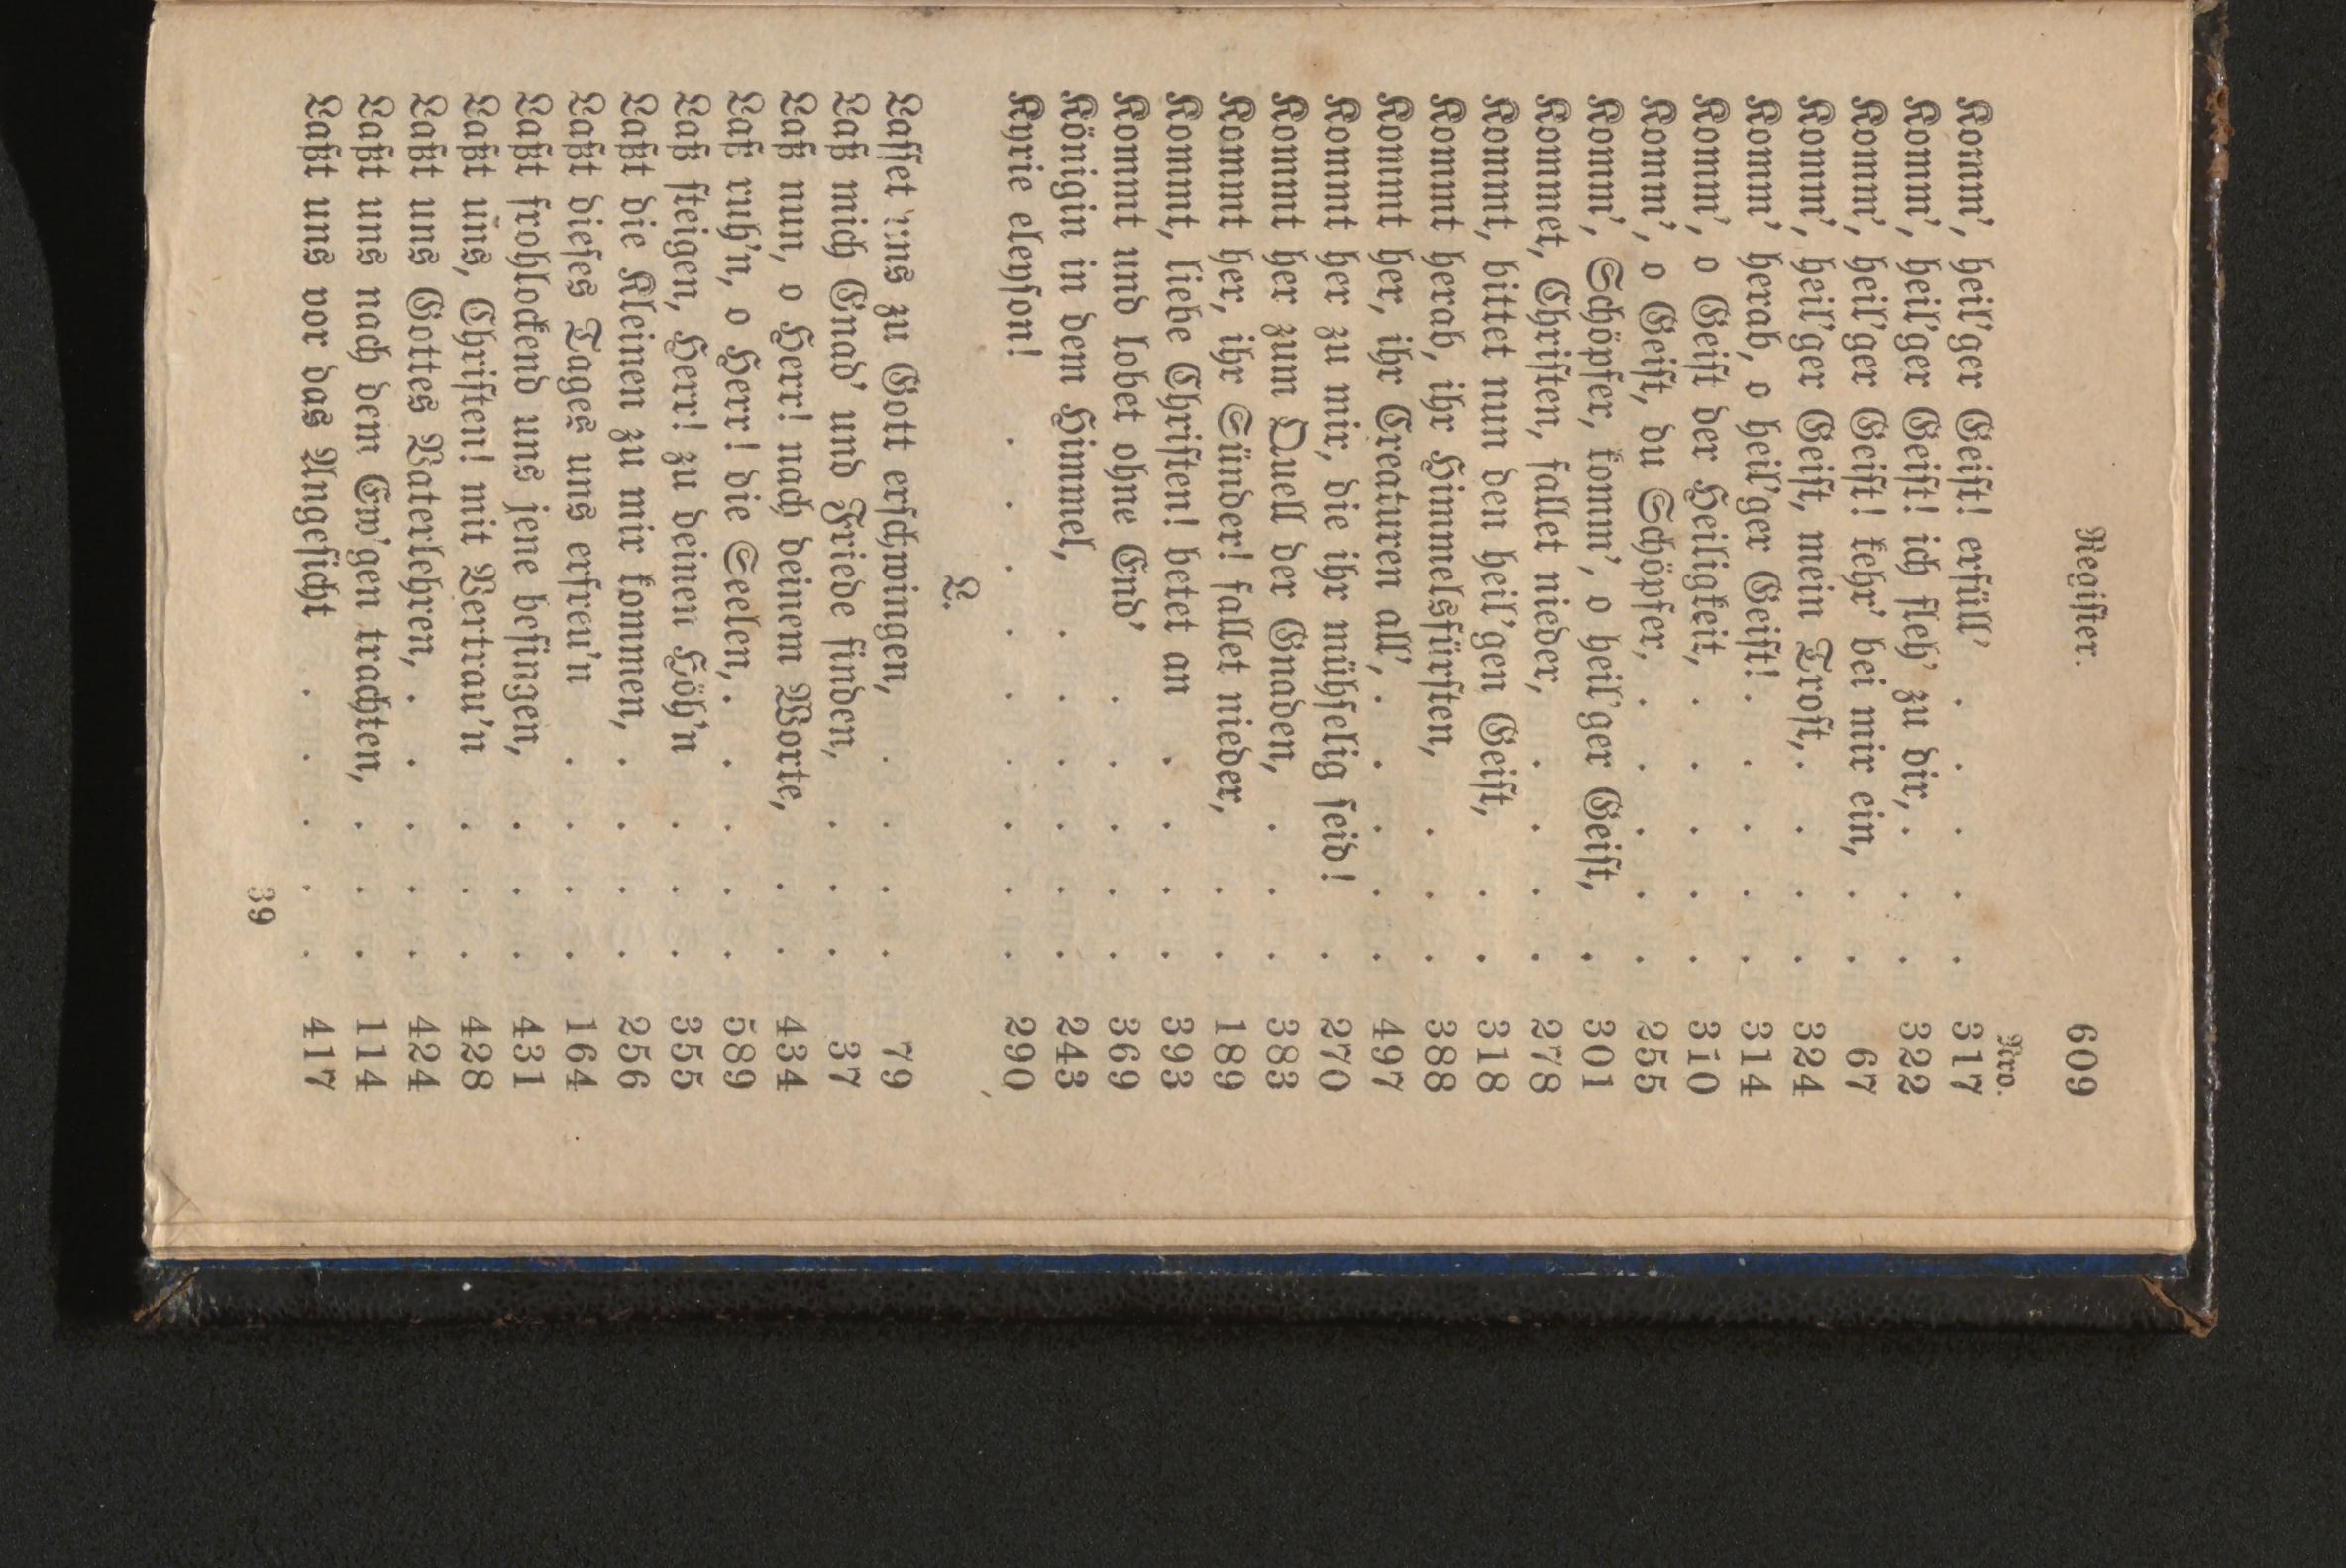 Register. 609
Nro.
Komm', heil'ger Geist! erfüll' . . . . . 317
Komm', heil'ger Geist! ich fleh' zu dir, . . . 322
Komm', heil'ger Geist! kehr' bei mir ein, . . 67
Komm', heil'ger Geist, mein Trost, . . . . 324
Komm' herab, o heil'ger Geist! . . . . . 314
Komm', o Geist der Heiligkeit, . . . . . 310
Komm', o Geist, du Schöpfer, . . . . . 255
Komm', Schöpfer, komm', o heil'ger Geist, . 301
Kommet, Christen, fallet nieder, . . . . 278
Kommt, bittet nun den heil'gen Geist, . . 318
Kommt herab, ihr Himmelsfürsten, . . . 388
Kommt her, ihr Creaturen all', . . . . . 497
Kommt her zu mir, die ihr mühselig seid! . 270
Kommt her zum Quell der Gnaden, . . . 383
Kommt her, ihr Sünder! fallet nieder, . . 189
Kommt, liebe Christen! betet an . . . . 393
Kommt und lobet ohne End' . . . . . 369
Königin in dem Himmel, . . . . . . 243
Kyrie eleyson! . . . . . . . . . 290
L.
Lasset uns zu Gott erschwingen, . . . . 79
Laß mich Gnad' und Friede finden, . . . 37
Laß nun, o Herr! nach deinem Worte, . . 434
Laß ruh'n, o Herr! die Seelen, . . . . . 589
Laß steigen, Herr! zu deinen Höh'n . . . 355
Laßt die Kleinen zu mir kommen, . . . . 256
Laßt dieses Tages uns erfreu'n . . . . 164
Laßt frohlockend uns jene besingen, . . . 431
Laßt uns, Christen! mit Vertrau'n . . . 428
Laßt uns Gottes Vaterlehren, . . . . . 424
Laßt uns nach dem Ew'gen trachten, . . . 114
Laßt uns vor das Angesicht . . . . . 417
39